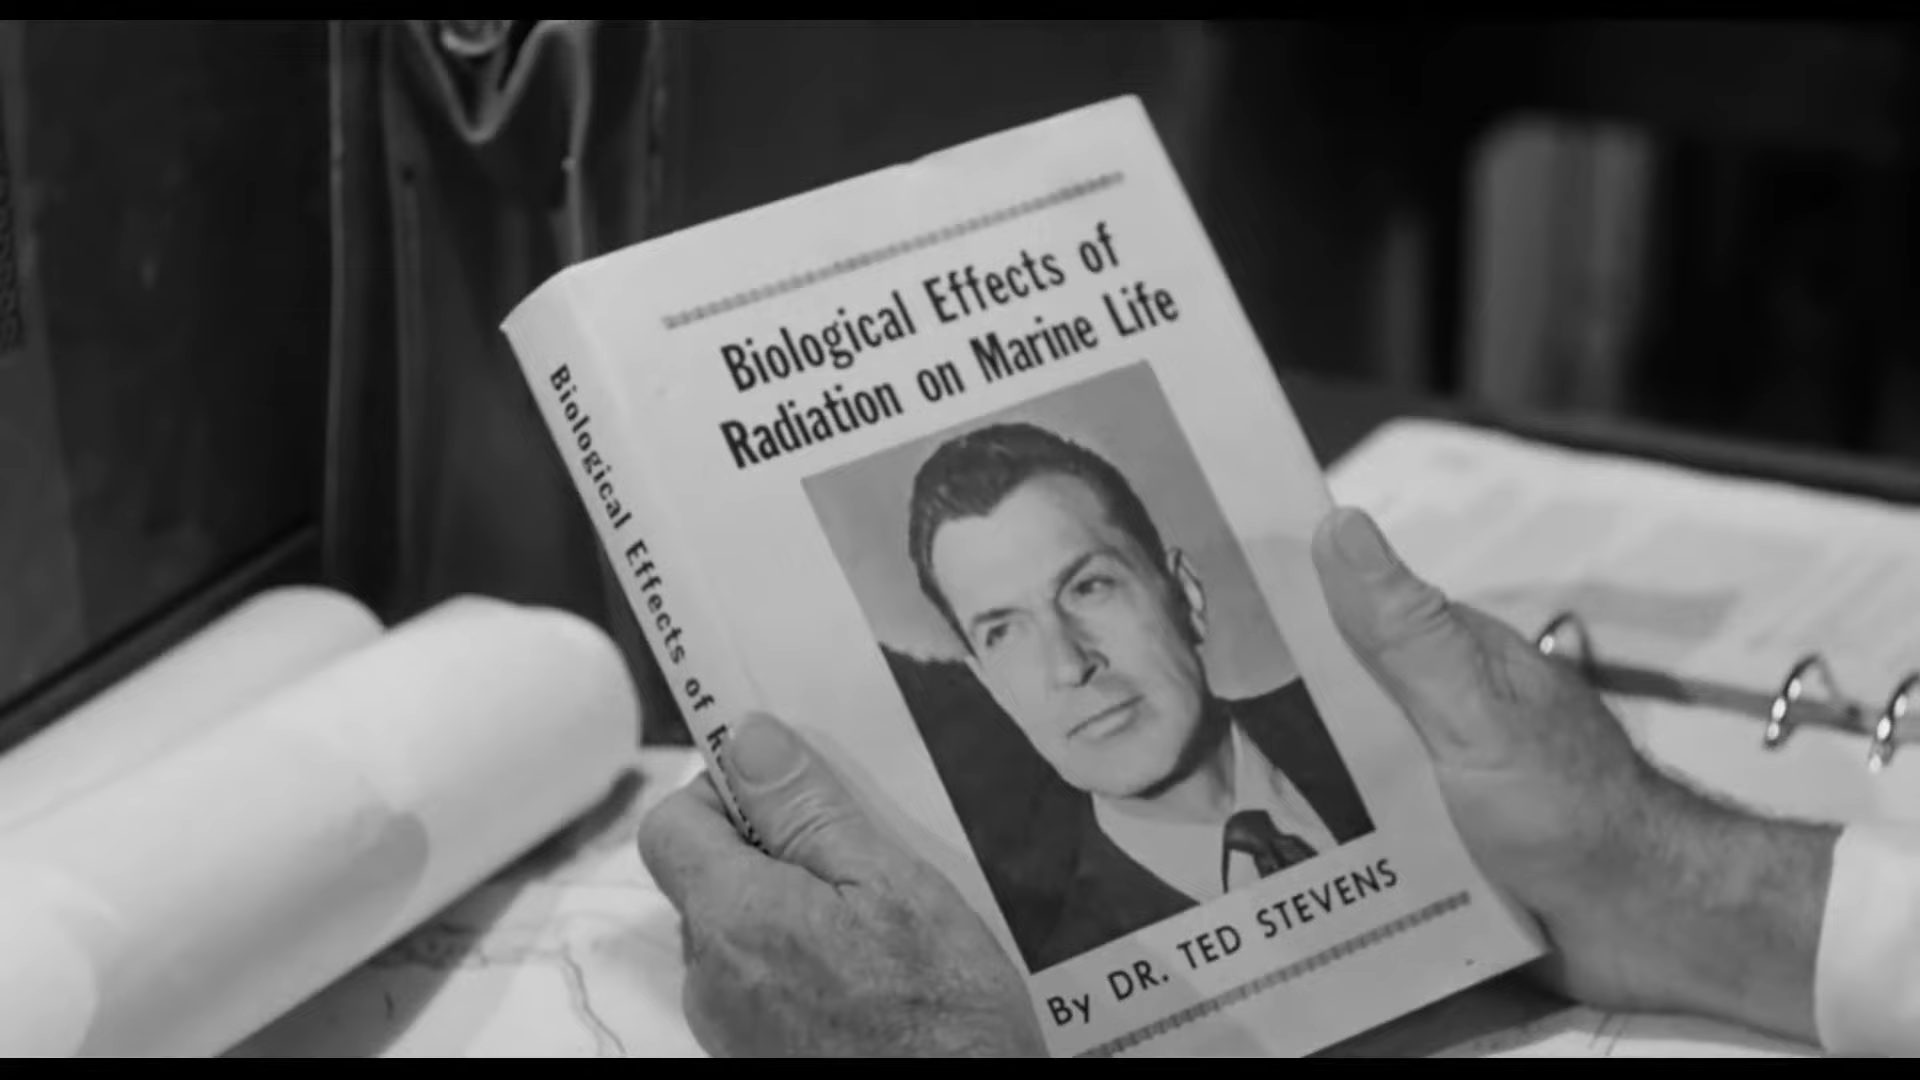 Biological Effects of
Radiation on Marine Life
By DR. TED STEVENS
Biological Effects of